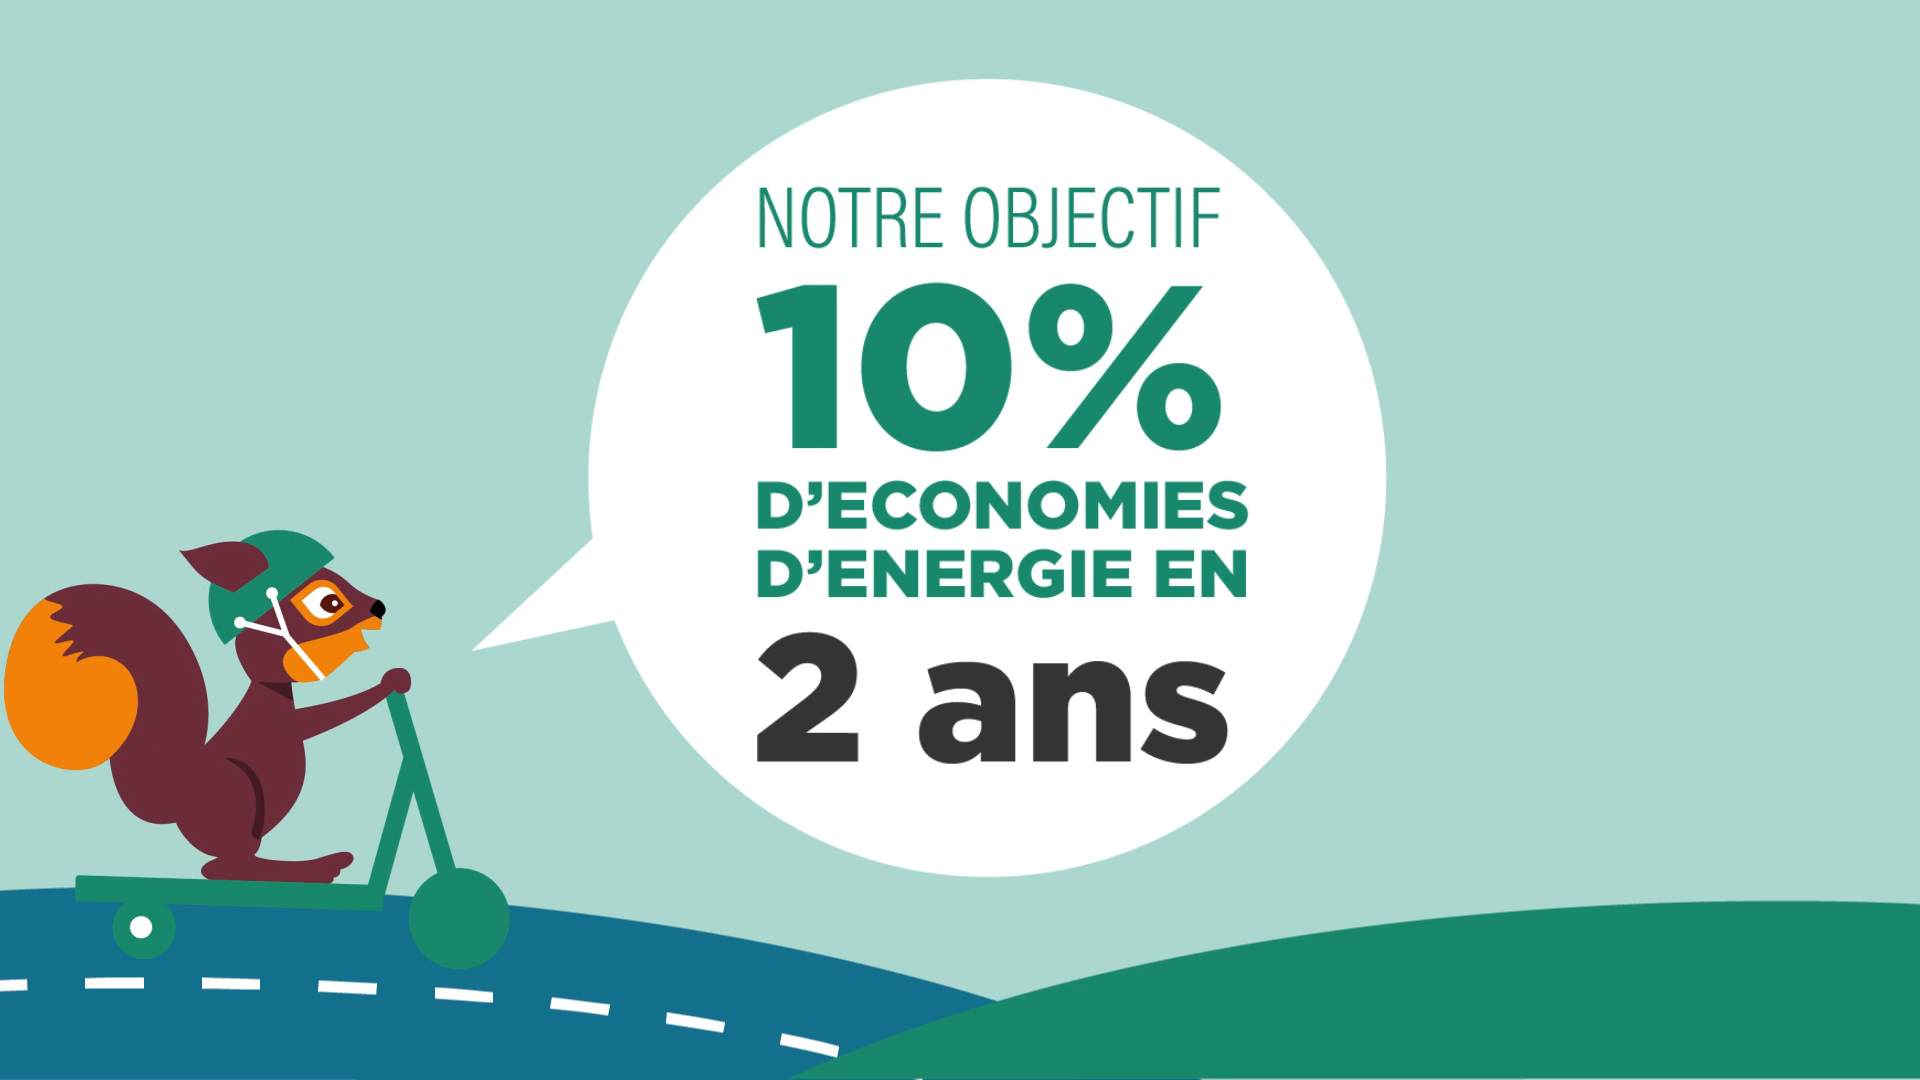 NOTRE OBJECTIF
10%
D’ECONOMIES
D’ENERGIE EN
2 ans